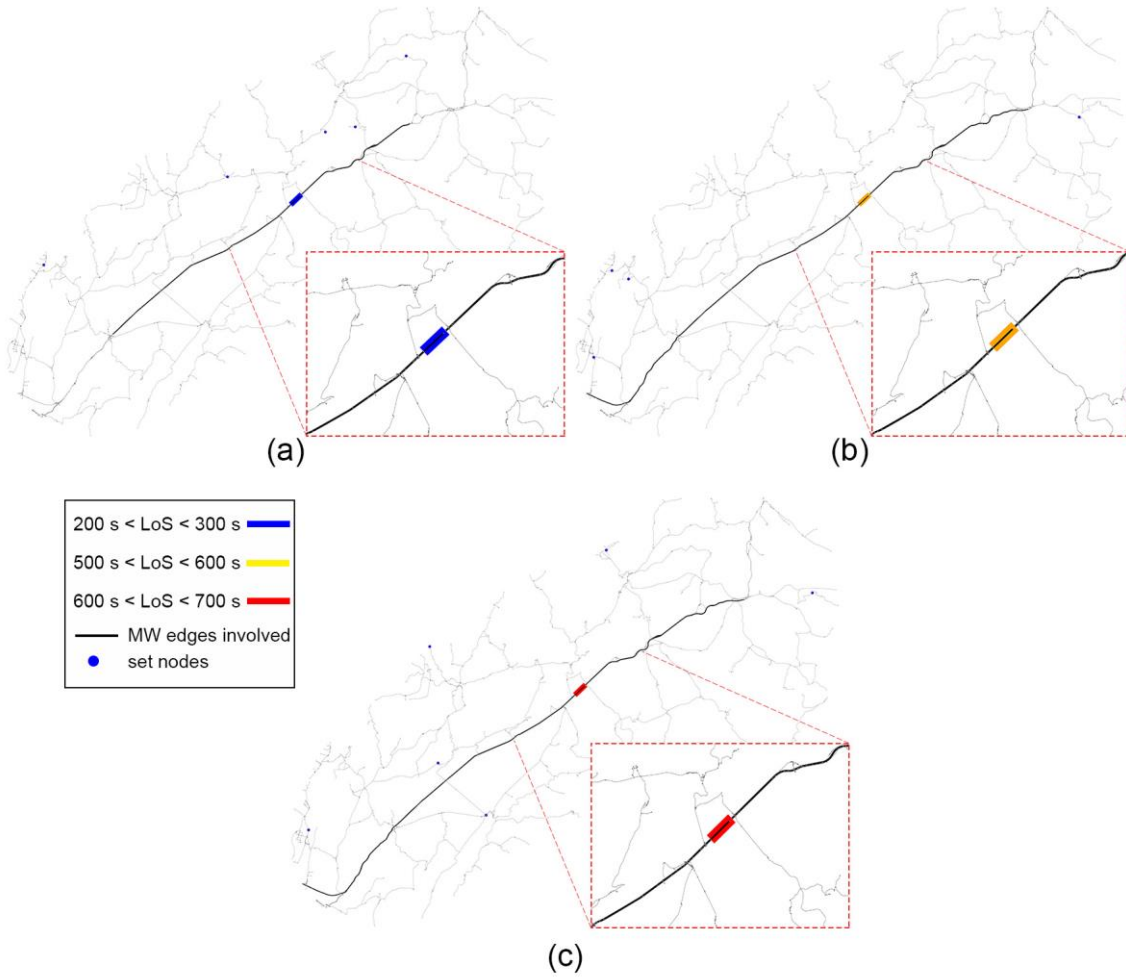 (a)
(b)
200 s < LoS < 300 s
500 s < LoS < 600 s
600 s < LoS < 700 s
MW edges involved
set nodes
(c)